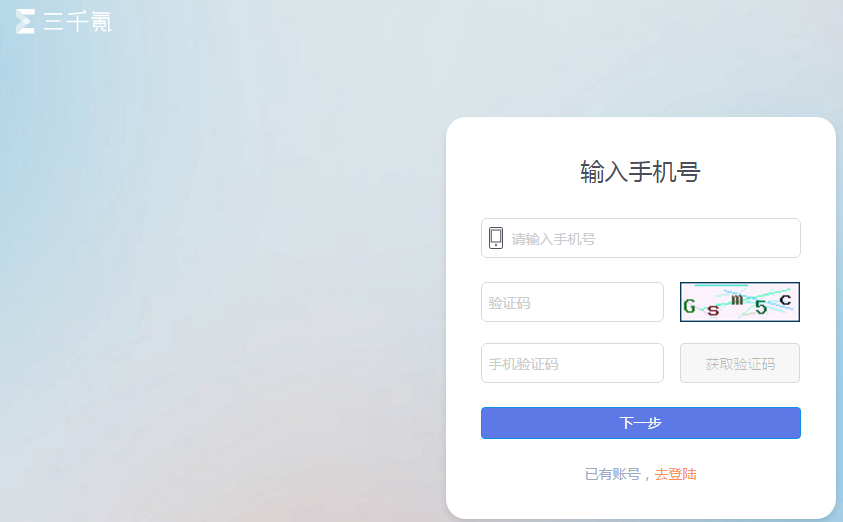 三千氪
输入手机号
请输入手机号
验证码
Gsm5c
手机验证码
获取验证码
下一步
已有账号，去登陆